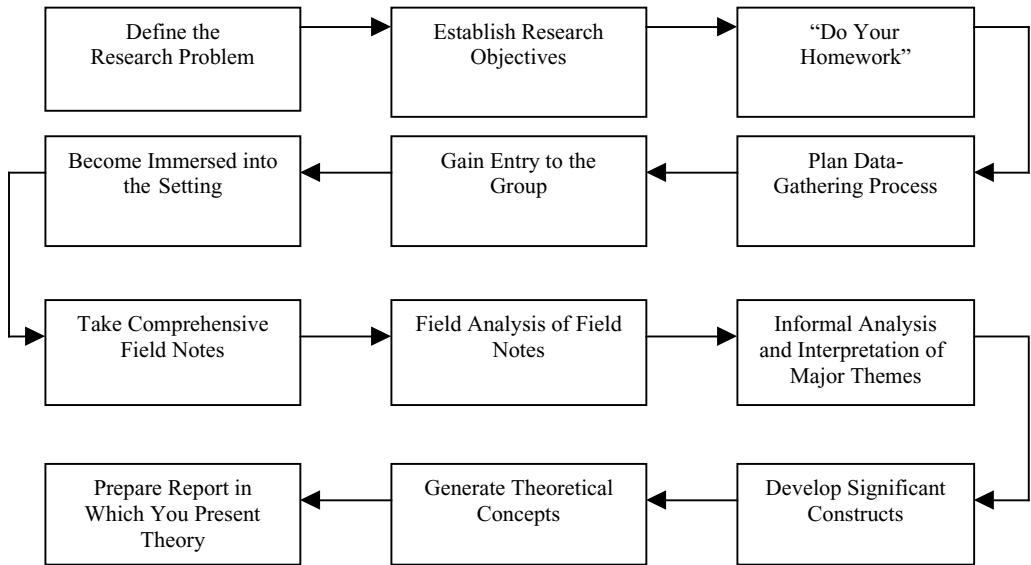 Define the
Research Problem
Establish Research
Objectives
“Do Your
Homework”
Plan Data-
Gathering Process
Gain Entry to the
Group
Become Immersed into
the Setting
Take Comprehensive
Field Notes
Field Analysis of Field
Notes
Informal Analysis
and Interpretation of
Major Themes
Develop Significant
Constructs
Generate Theoretical
Concepts
Prepare Report in
Which You Present
Theory